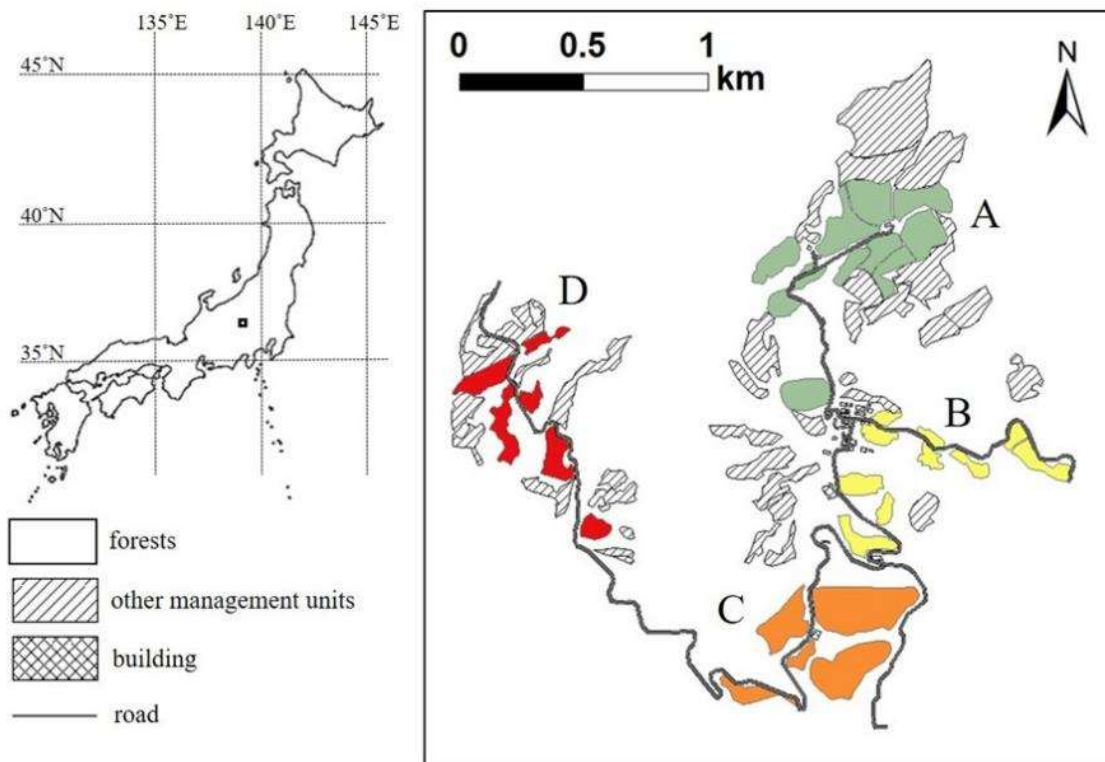 135°E 140°E 145°E
45°N
40°N
35°N
forests
other management units
building
road
0 0.5 1
km
N
A
D
B
C